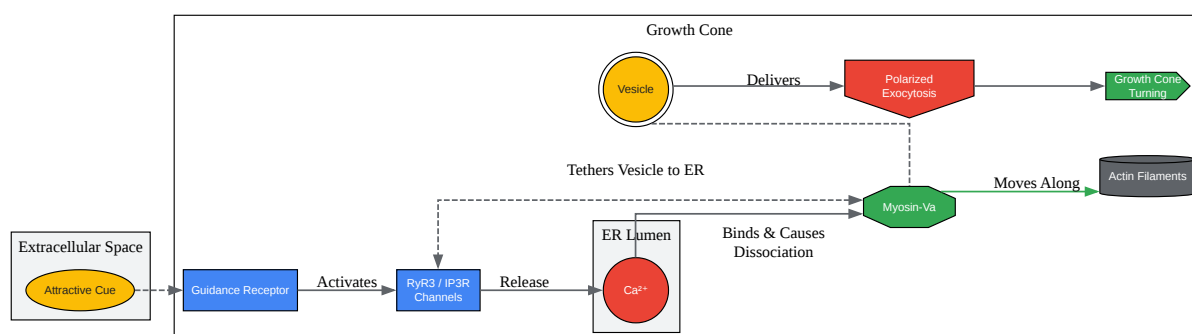 Growth Cone
Vesicle
Delivers
Polarized
Exocytosis
Growth Cone
Turning
Tethers Vesicle to ER
Moves Along
Actin Filaments
Myosin-Va
Extracellular Space
ER Lumen
Binds & Causes
Dissociation
Attractive Cue
Guidance Receptor
Activates
RyR3 / IP3R
Channels
Release
Ca²⁺